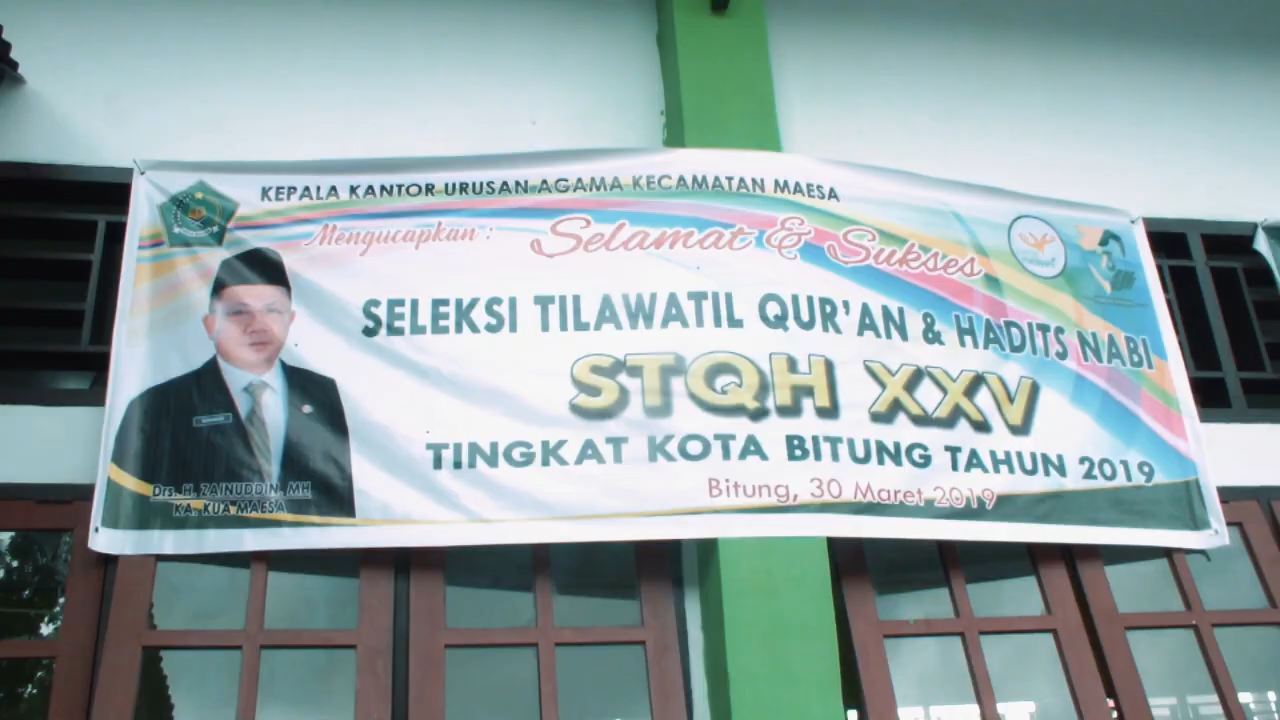 KEPALA KANTOR URUSAN AGAMA KECAMATAN MAESA
Mengucapkan : Selamat & Sukses
SELEKSI TILAWATIL QUR'AN & HADITS NABI
STQH XXV
TINGKAT KOTA BITUNG TAHUN 2019
Bitung, 30 Maret 2019
Drs. H. ZAINUDDIN, MH
KA. KUA MAESA